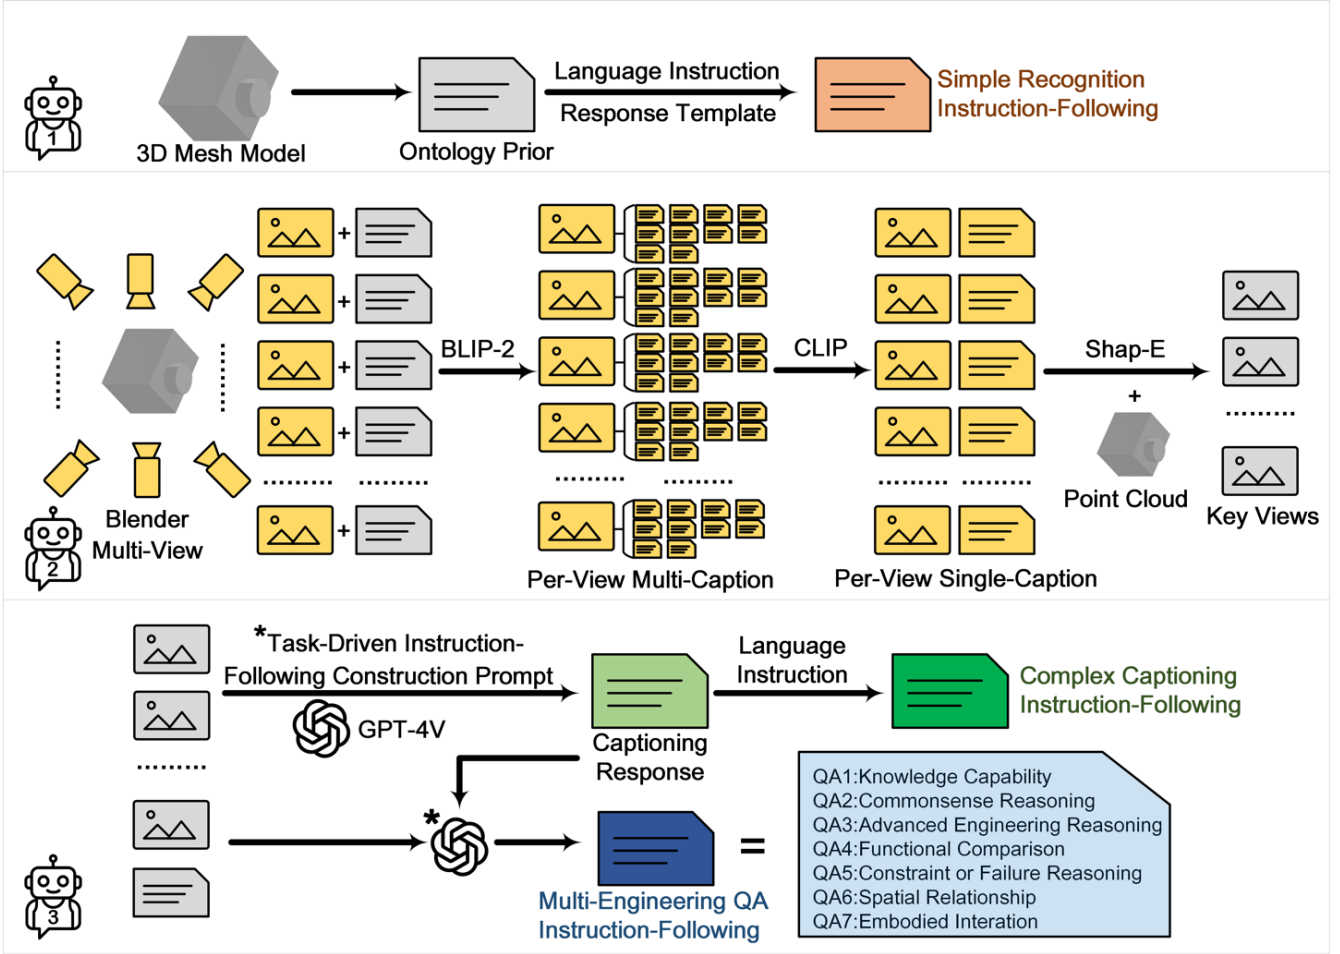 1
3D Mesh Model
Ontology Prior
Language Instruction
Response Template
Simple Recognition
Instruction-Following
+
+
+
+
+
BLIP-2
CLIP
Shap-E
+
Point Cloud
Key Views
Blender
Multi-View
2
Per-View Multi-Caption
Per-View Single-Caption
*Task-Driven Instruction-
Following Construction Prompt
GPT-4V
Captioning
Response
Language
Instruction
Complex Captioning
Instruction-Following
*
3
Multi-Engineering QA
Instruction-Following
=
QA1:Knowledge Capability
QA2:Commonsense Reasoning
QA3:Advanced Engineering Reasoning
QA4:Functional Comparison
QA5:Constraint or Failure Reasoning
QA6:Spatial Relationship
QA7:Embodied Interation